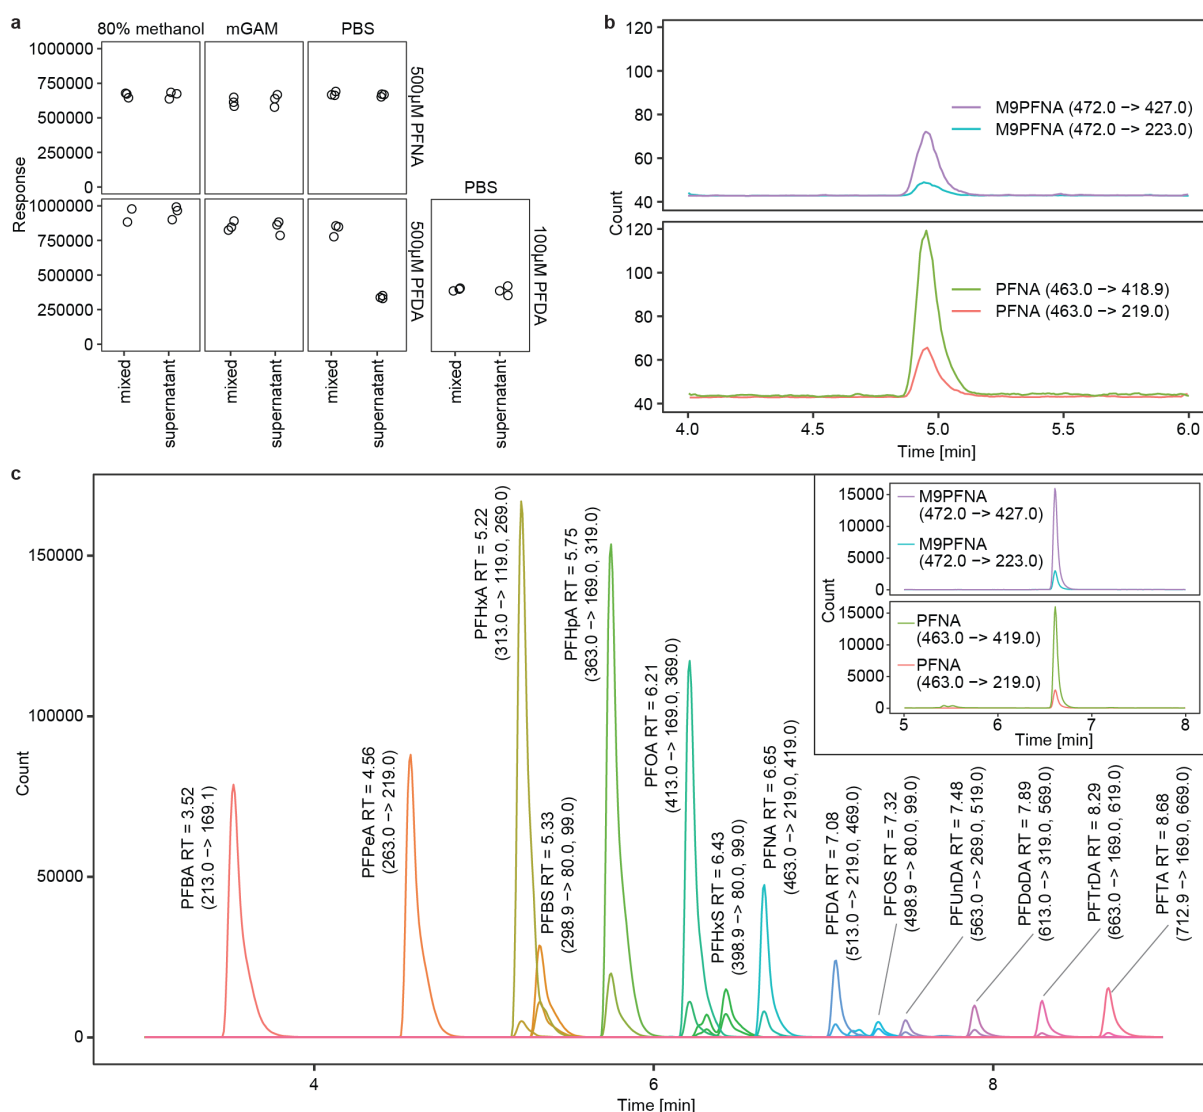 a
80% methanol
mGAM
PBS
1000000
750000
500000
250000
0
500µM PFNA
Response
PBS
1000000
750000
500000
250000
0
500µM PFDA
100µM PFDA
mixed
supernatant
mixed
supernatant
mixed
supernatant
mixed
supernatant
b
120
100
80
60
40
M9PFNA (472.0 −> 427.0)
M9PFNA (472.0 −> 223.0)
Count
120
100
80
60
40
PFNA (463.0 −> 418.9)
PFNA (463.0 −> 219.0)
4.0
4.5
5.0
5.5
6.0
Time [min]
c
150000
100000
50000
0
Count
PFBA RT = 3.52
(213.0 −> 169.1)
PFPeA RT = 4.56
(263.0 −> 219.0)
PFHxA RT = 5.22
(313.0 −> 119.0, 269.0)
PFBS RT = 5.33
(298.9 −> 80.0, 99.0)
PFHpA RT = 5.75
(363.0 −> 169.0, 319.0)
PFOA RT = 6.21
(413.0 −> 169.0, 369.0)
PFHxS RT = 6.43
(398.9 −> 80.0, 99.0)
PFNA RT = 6.65
(463.0 −> 219.0, 419.0)
PFDA RT = 7.08
(513.0 −> 219.0, 469.0)
PFOS RT = 7.32
(498.9 −> 80.0, 99.0)
PFUnDA RT = 7.48
(563.0 −> 269.0, 519.0)
PFDoDA RT = 7.89
(613.0 −> 319.0, 569.0)
PFTrDA RT = 8.29
(663.0 −> 169.0, 619.0)
PFTA RT = 8.68
(712.9 −> 169.0, 669.0)
4
6
8
Time [min]
15000
10000
5000
0
M9PFNA
(472.0 −> 427.0)
M9PFNA
(472.0 −> 223.0)
Count
15000
10000
5000
0
PFNA
(463.0 −> 419.0)
PFNA
(463.0 −> 219.0)
5
6
7
8
Time [min]